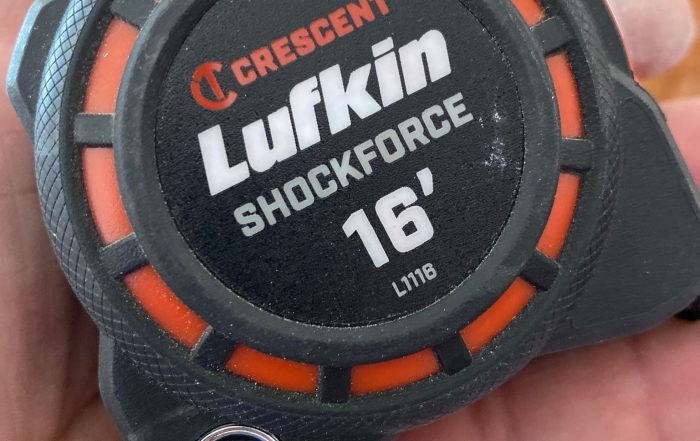 CRESCENT
Lufkin
SHOCKFORCE
16'
L1116